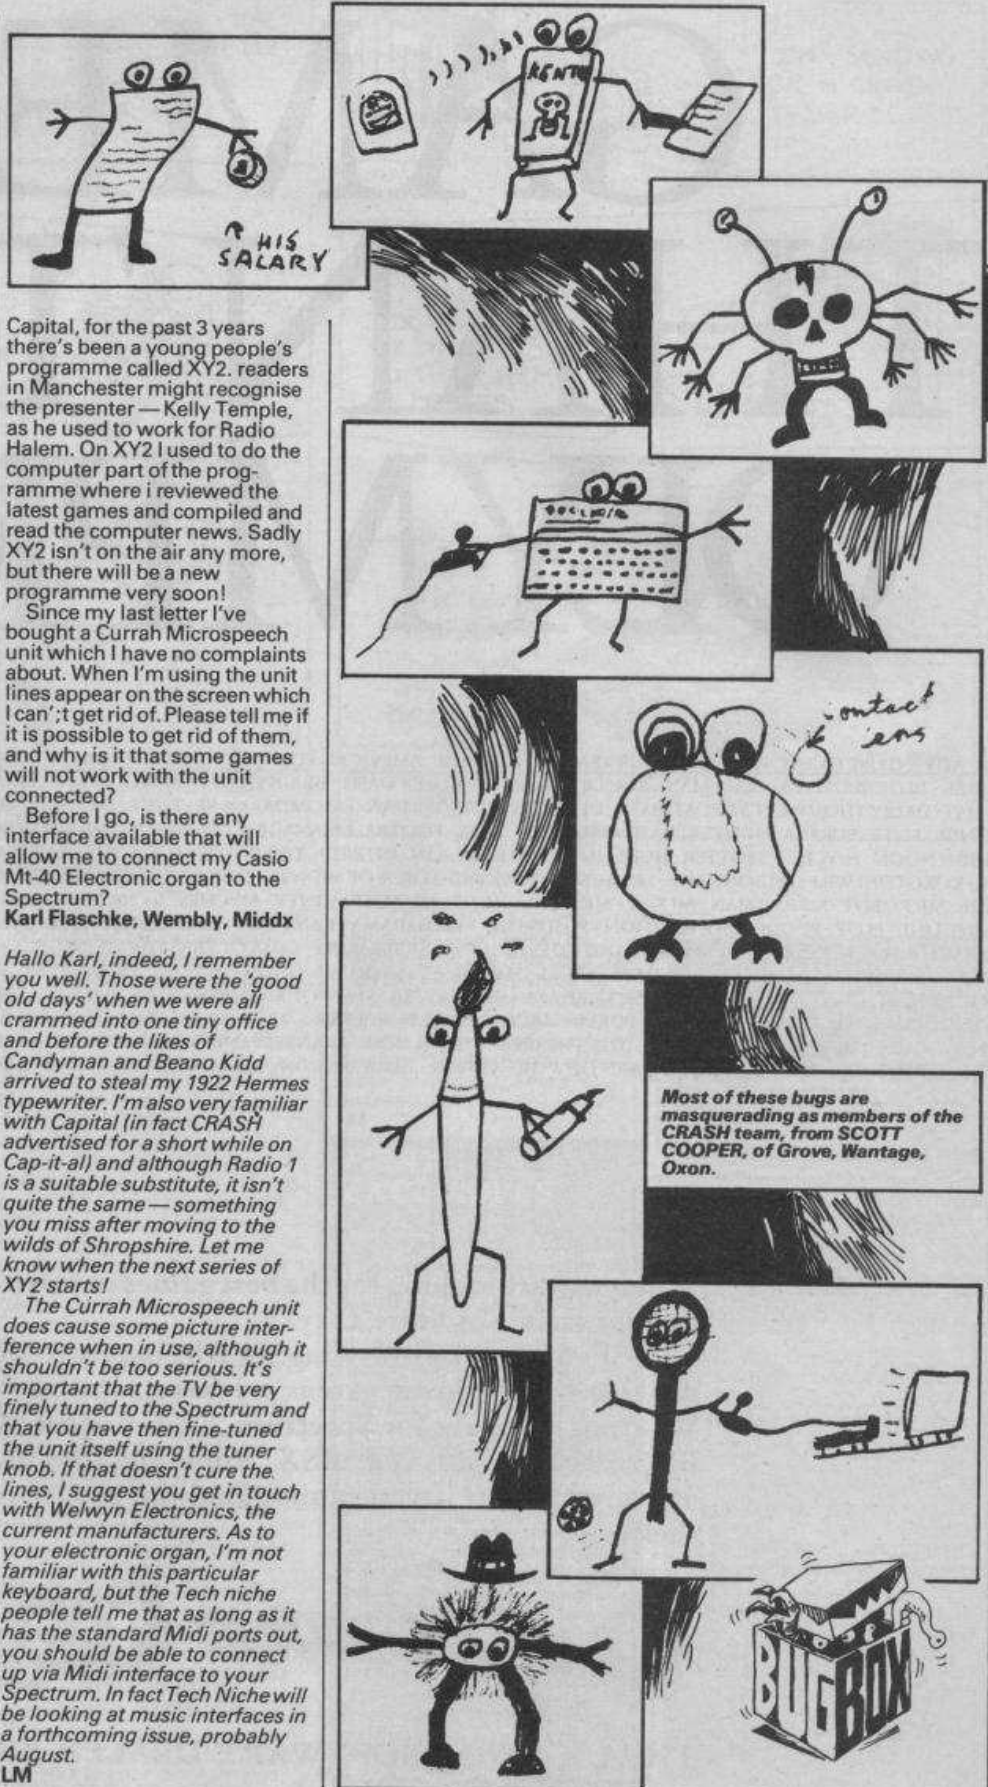 HIS
SALARY
Capital, for the past 3 years
there's been a young people's
programme called XY2. readers
in Manchester might recognise
the presenter — Kelly Temple,
as he used to work for Radio
Halem. On XY2 I used to do the
computer part of the prog-
ramme where i reviewed the
latest games and compiled and
read the computer news. Sadly
XY2 isn't on the air any more,
but there will be a new
programme very soon!
Since my last letter I've
bought a Currah Microspeech
unit which I have no complaints
about. When I'm using the unit
lines appear on the screen which
I can';t get rid of. Please tell me if
it is possible to get rid of them,
and why is it that some games
will not work with the unit
connected?
Before I go, is there any
interface available that will
allow me to connect my Casio
Mt-40 Electronic organ to the
Spectrum?
Karl Flaschke, Wembly, Middx
Hallo Karl, indeed, I remember
you well. Those were the 'good
old days' when we were all
crammed into one tiny office
and before the likes of
Candyman and Beano Kidd
arrived to steal my 1922 Hermes
typewriter. I'm also very familiar
with Capital (in fact CRASH
advertised for a short while on
Cap-it-al) and although Radio 1
is a suitable substitute, it isn't
quite the same — something
you miss after moving to the
wilds of Shropshire. Let me
know when the next series of
XY2 starts!
The Currah Microspeech unit
does cause some picture inter-
ference when in use, although it
shouldn't be too serious. It's
important that the TV be very
finely tuned to the Spectrum and
that you have then fine-tuned
the unit itself using the tuner
knob. If that doesn't cure the
lines, I suggest you get in touch
with Welwyn Electronics, the
current manufacturers. As to
your electronic organ, I'm not
familiar with this particular
keyboard, but the Tech niche
people tell me that as long as it
has the standard Midi ports out,
you should be able to connect
up via Midi interface to your
Spectrum. In fact Tech Niche will
be looking at music interfaces in
a forthcoming issue, probably
August.
LM
contact
lens
Most of these bugs are
masquerading as members of the
CRASH team, from SCOTT
COOPER, of Grove, Wantage,
Oxon.
BUG BOX